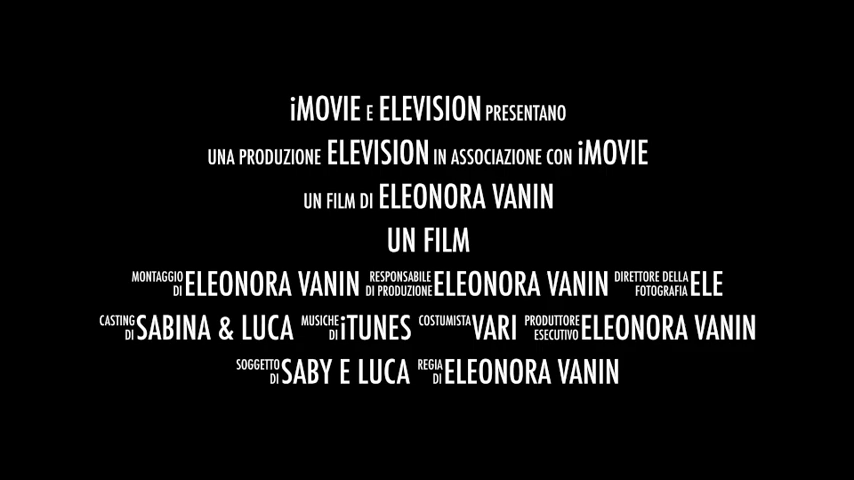 iMOVIE E ELEVISION PRESENTANO
UNA PRODUZIONE ELEVISION IN ASSOCIAZIONE CON iMOVIE
UN FILM DI ELEONORA VANIN
UN FILM
MONTAGGIO DI ELEONORA VANIN RESPONSABILE DI PRODUZIONE ELEONORA VANIN DIRETTORE DELLA FOTOGRAFIA ELE
CASTING DI SABINA & LUCA MUSICHE DI iTUNES COSTUMISTA VARI PRODUTTORE ESECUTIVO ELEONORA VANIN
SOGGETTO DI SABY E LUCA REGIA DI ELEONORA VANIN